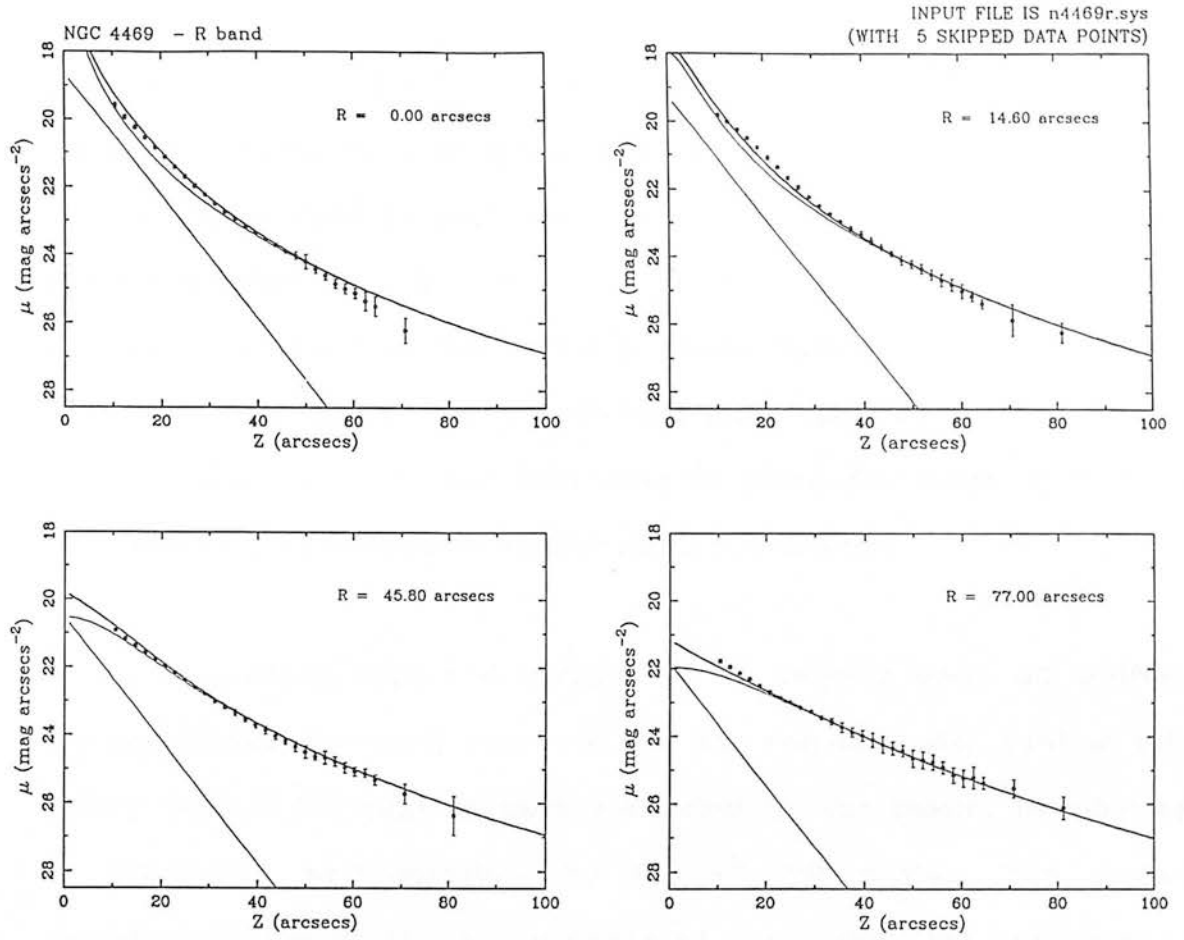 NGC 4469 – R band
INPUT FILE IS n4469r.sys
(WITH 5 SKIPPED DATA POINTS)
R = 0.00 arcsecs
18
20
22
24
26
28
μ (mag arcsecs⁻²)
0 20 40 60 80 100
Z (arcsecs)
R = 14.60 arcsecs
18
20
22
24
26
28
μ (mag arcsecs⁻²)
0 20 40 60 80 100
Z (arcsecs)
R = 45.80 arcsecs
18
20
22
24
26
28
μ (mag arcsecs⁻²)
0 20 40 60 80 100
Z (arcsecs)
R = 77.00 arcsecs
18
20
22
24
26
28
μ (mag arcsecs⁻²)
0 20 40 60 80 100
Z (arcsecs)